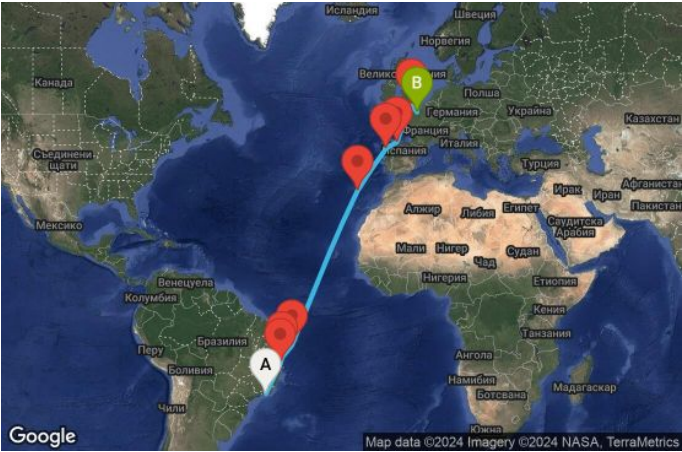 Исландия
Швеция
Норвегия
Канада
Полша
Германия
Украйна
Казахстан
Франция
Италия
Съединени
щати
Турция
Афганистан
Ирак
Иран
Пакистан
Мексико
Алжир
Либия
Египет
Саудитска
Арабия
Мали
Нигер
Судан
Чад
Венецуела
Нигерия
Етиопия
Колумбия
Кения
Бразилия
Танзания
Перу
Ангола
Боливия
Намибия
Мадагаскар
Ботсвана
Чили
Южна
A
B
Google
Map data ©2024 Imagery ©2024 NASA, TerraMetrics